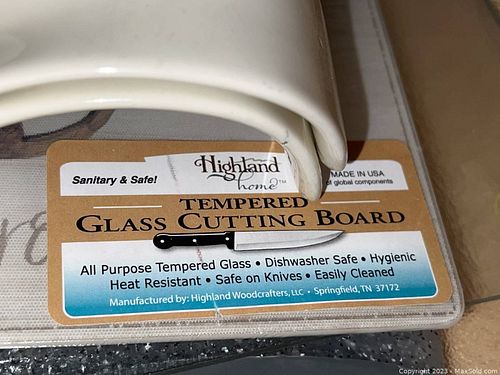 Sanitary & Safe!
Highland
home™
MADE IN USA
global components
TEMPERED
GLASS CUTTING BOARD
All Purpose Tempered Glass • Dishwasher Safe • Hygienic
Heat Resistant • Safe on Knives • Easily Cleaned
Manufactured by: Highland Woodcrafters, LLC • Springfield, TN 37172
Copyright 2023 • MaxSold.com